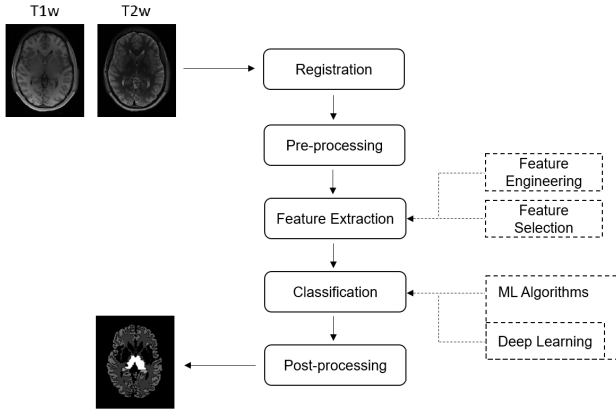 T1w
T2w
Registration
Pre-processing
Feature
Engineering
Feature Extraction
Feature
Selection
Classification
ML Algorithms
Deep Learning
Post-processing